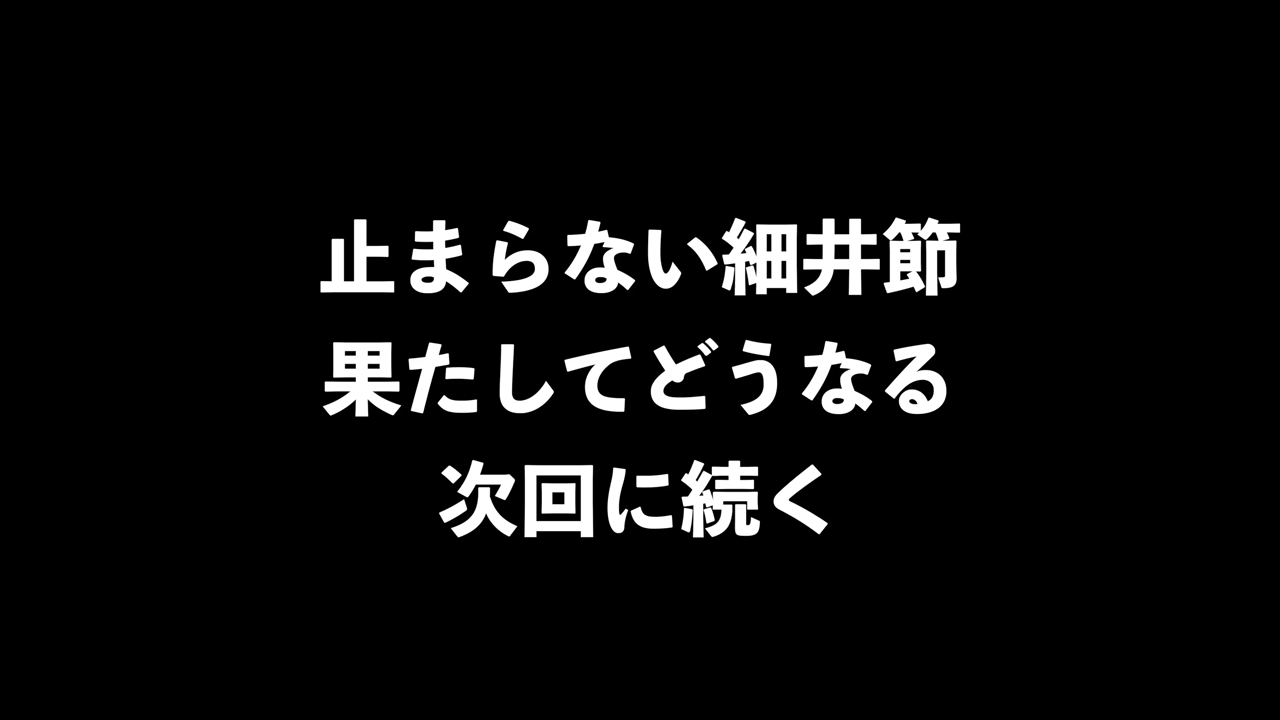 止まらない細井節
果たしてどうなる
次回に続く